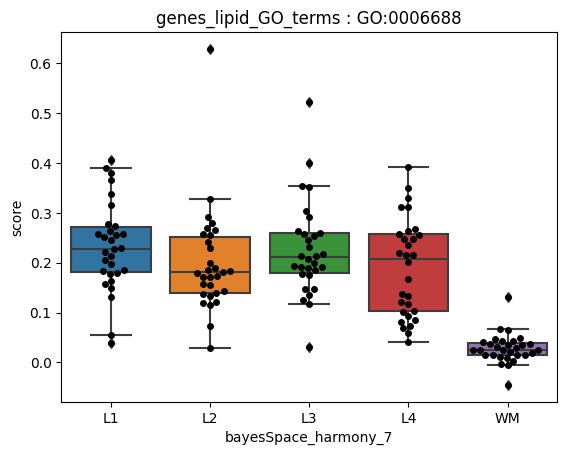 genes_lipid_GO_terms : GO:0006688
score
0.6
0.5
0.4
0.3
0.2
0.1
0.0
L1 L2 L3 L4 WM
bayesSpace_harmony_7